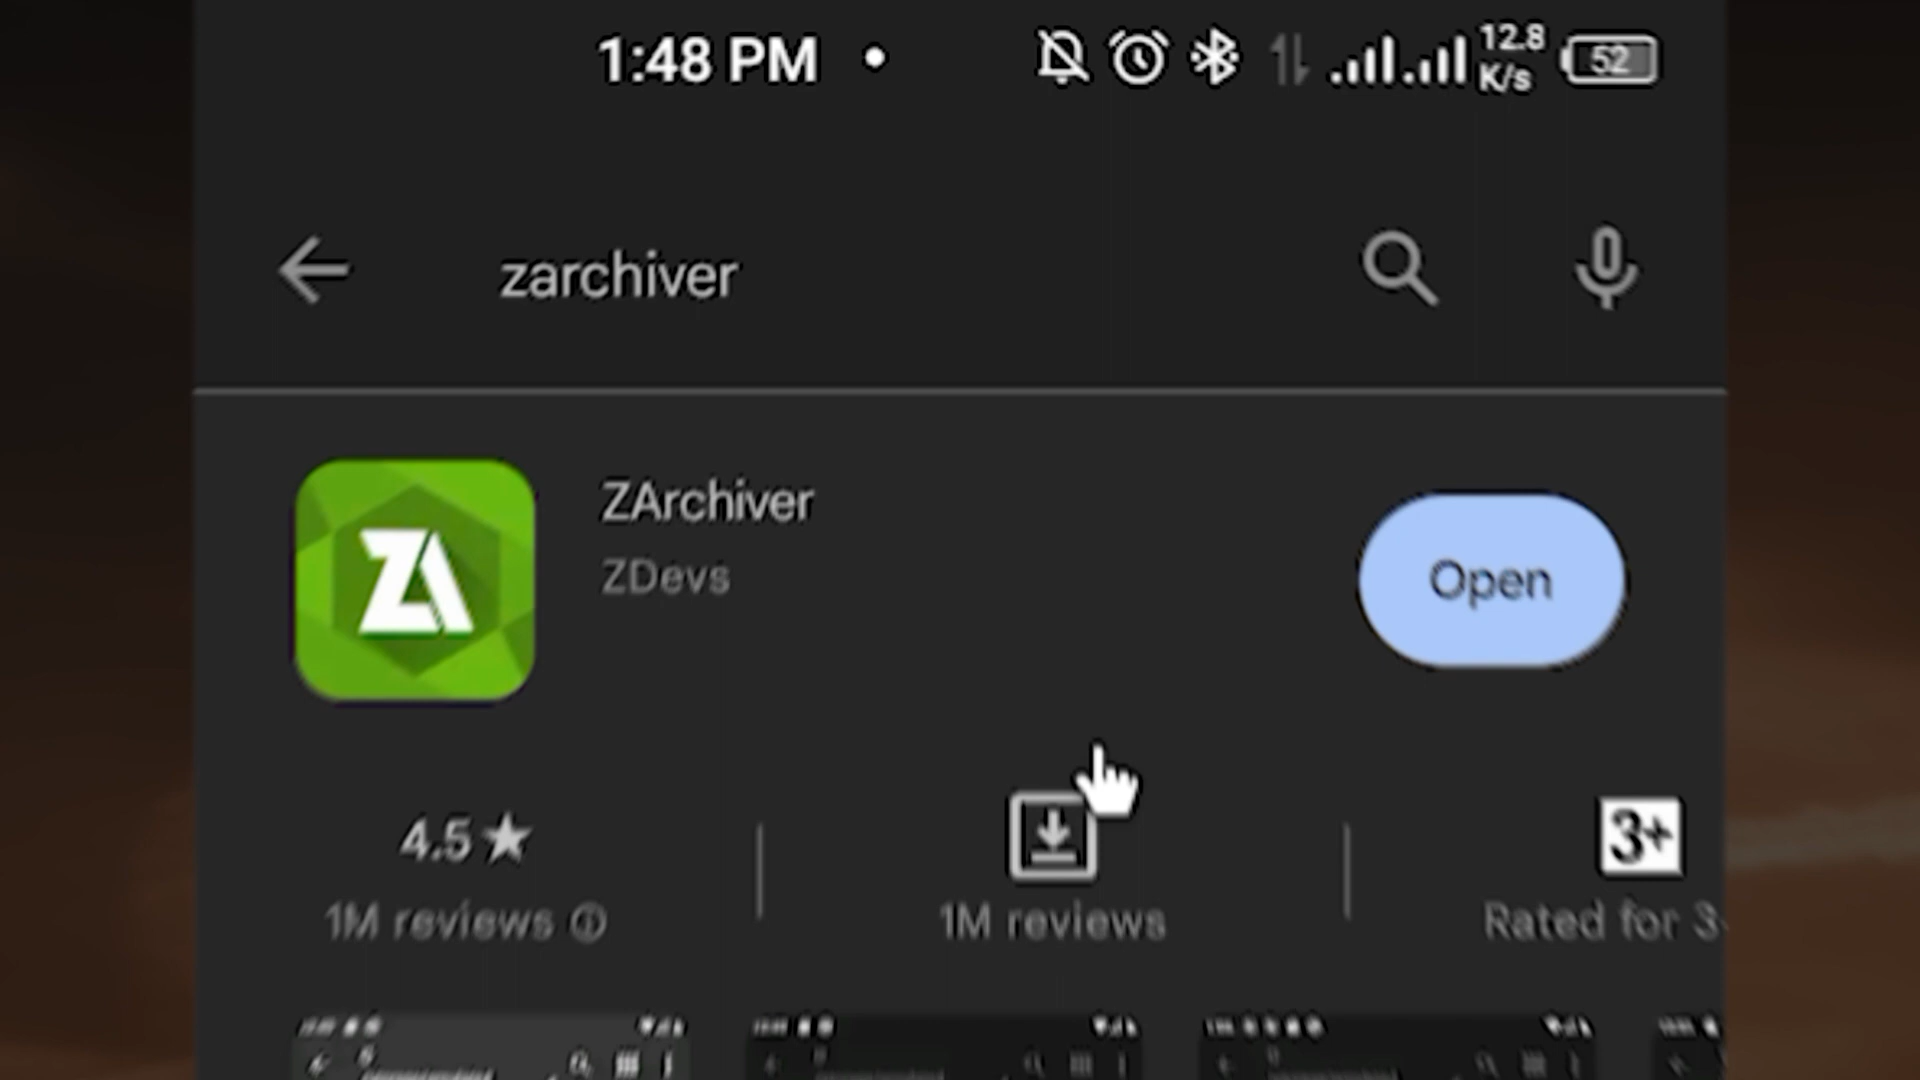 1:48 PM
12.8
K/s
52
zarchiver
ZArchiver
ZDevs
Open
ZA
4.5★
3+
1M reviews
1M reviews
Rated for 3